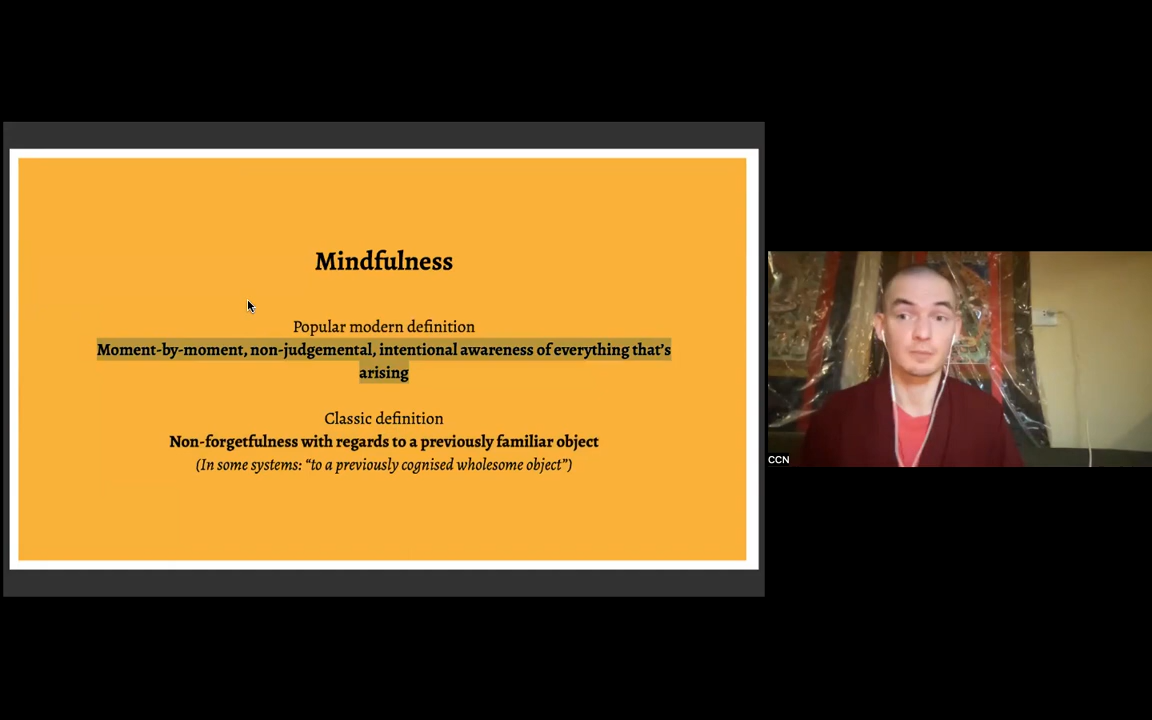 Mindfulness
Popular modern definition
Moment-by-moment, non-judgemental, intentional awareness of everything that’s
arising
Classic definition
Non-forgetfulness with regards to a previously familiar object
(In some systems: “to a previously cognised wholesome object”)
CCN